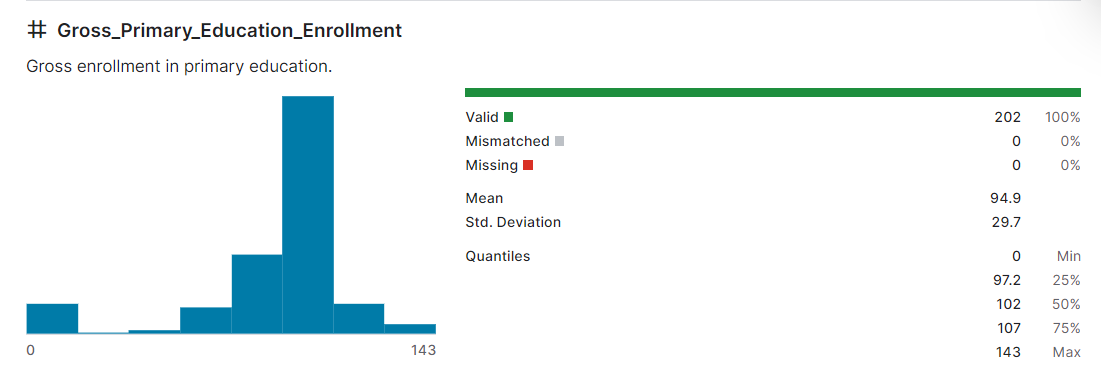 # Gross_Primary_Education_Enrollment
Gross enrollment in primary education.
0 143
Valid 202 100%
Mismatched 0 0%
Missing 0 0%
Mean 94.9
Std. Deviation 29.7
Quantiles 0 Min
97.2 25%
102 50%
107 75%
143 Max